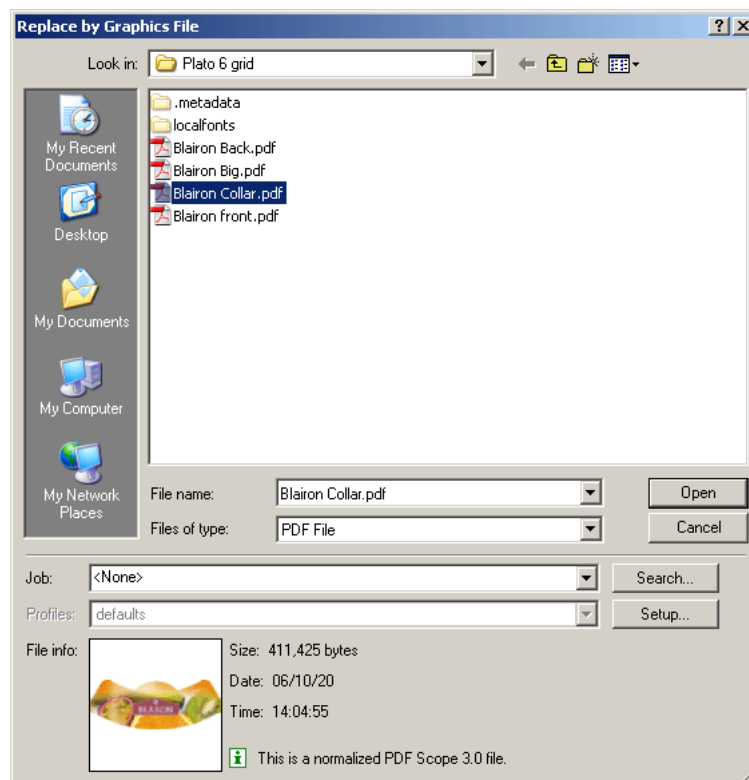 Replace by Graphics File
Look in: Plato 6 grid
.metadata
localfonts
Blairon Back.pdf
Blairon Big.pdf
Blairon Collar.pdf
Blairon front.pdf
My Recent
Documents
Desktop
My Documents
My Computer
My Network
Places
File name: Blairon Collar.pdf Open
Files of type: PDF File Cancel
Job: <None> Search...
Profiles: defaults Setup...
File info:
BLAIRON
Size: 411,425 bytes
Date: 06/10/20
Time: 14:04:55
This is a normalized PDF Scope 3.0 file.